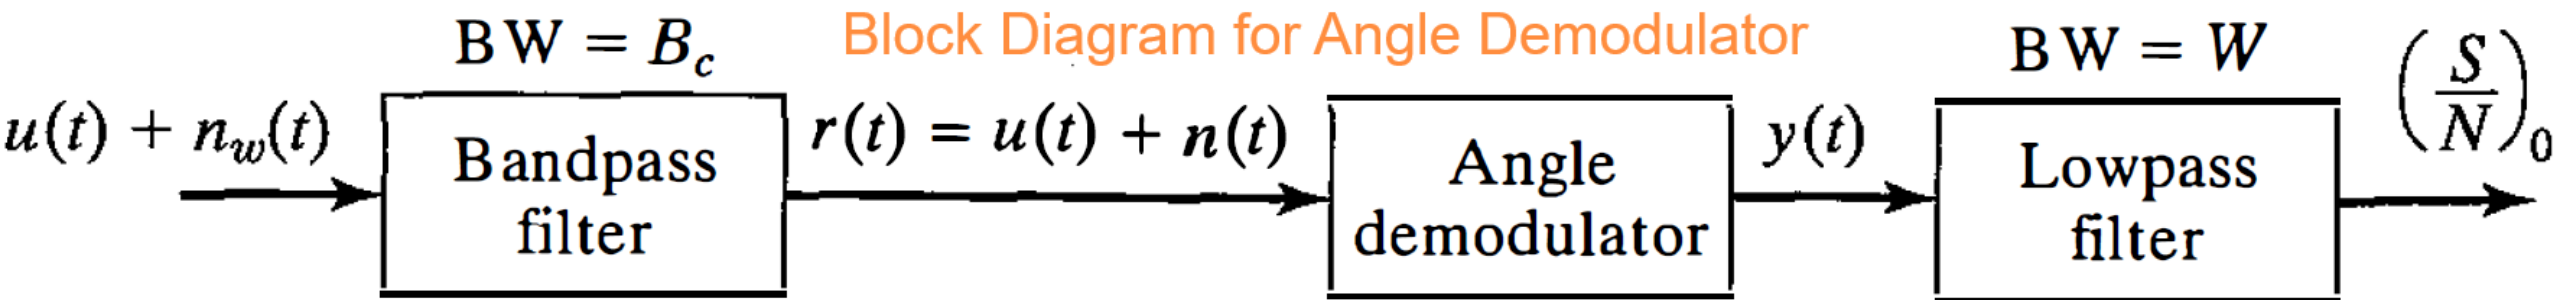 Block Diagram for Angle Demodulator
BW = B_c
BW = W
u(t) + n_w(t)
Bandpass
filter
r(t) = u(t) + n(t)
Angle
demodulator
y(t)
Lowpass
filter
(S/N)_0